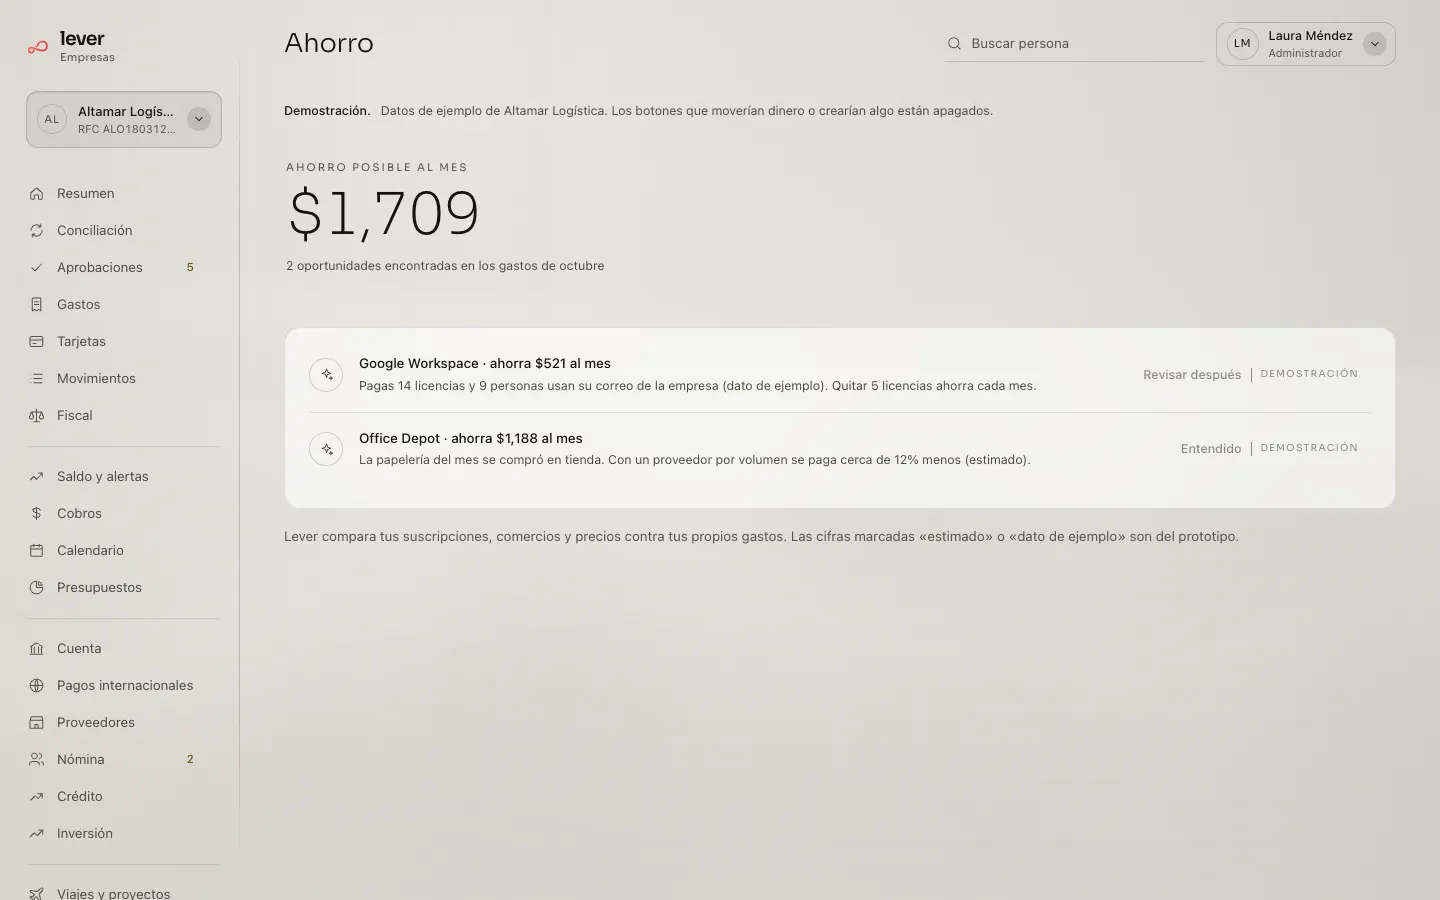 lever
Empresas
AL
Altamar Logís...
RFC ALO180312...
Resumen
Conciliación
Aprobaciones 5
Gastos
Tarjetas
Movimientos
Fiscal
Saldo y alertas
Cobros
Calendario
Presupuestos
Cuenta
Pagos internacionales
Proveedores
Nómina 2
Crédito
Inversión
Viajes y proyectos
Ahorro
Buscar persona
LM
Laura Méndez
Administrador
Demostración. Datos de ejemplo de Altamar Logística. Los botones que moverían dinero o crearían algo están apagados.
AHORRO POSIBLE AL MES
$1,709
2 oportunidades encontradas en los gastos de octubre
Google Workspace · ahorra $521 al mes
Pagas 14 licencias y 9 personas usan su correo de la empresa (dato de ejemplo). Quitar 5 licencias ahorra cada mes.
Revisar después | DEMOSTRACIÓN
Office Depot · ahorra $1,188 al mes
La papelería del mes se compró en tienda. Con un proveedor por volumen se paga cerca de 12% menos (estimado).
Entendido | DEMOSTRACIÓN
Lever compara tus suscripciones, comercios y precios contra tus propios gastos. Las cifras marcadas «estimado» o «dato de ejemplo» son del prototipo.